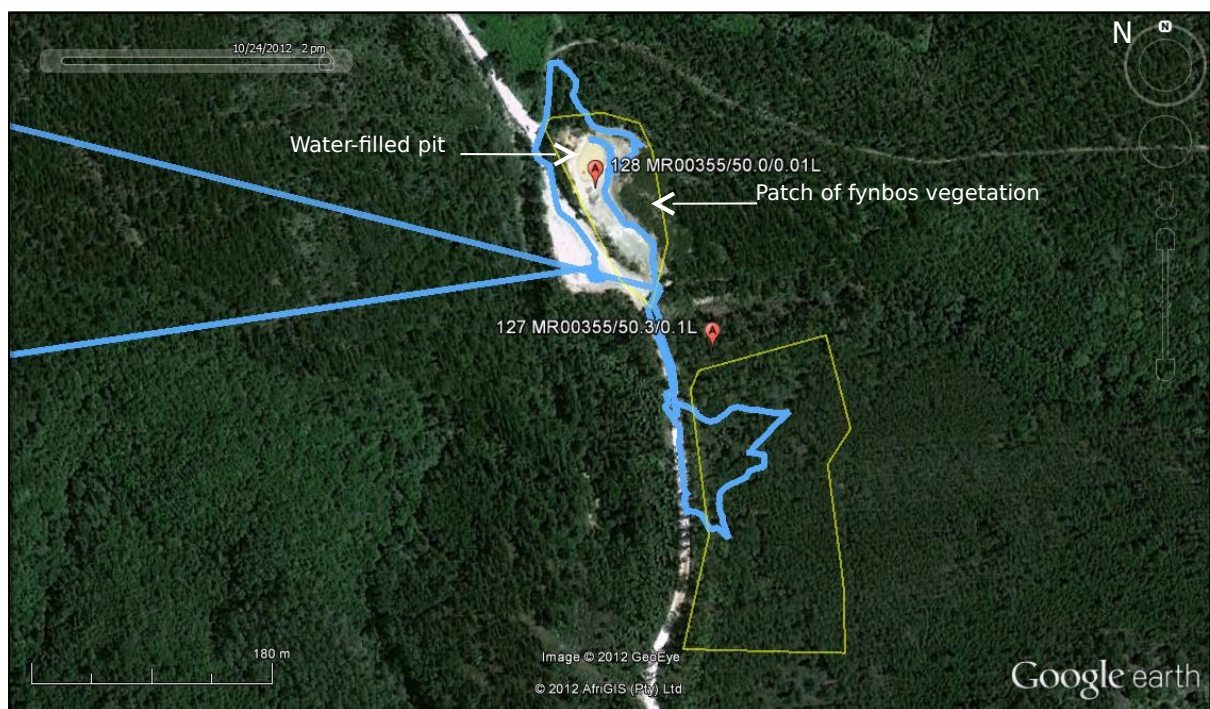 10/24/2012 2 pm
N
N
Water-filled pit
A
128 MR00355/50.0/0.01L
Patch of fynbos vegetation
127 MR00355/50.3/0.1L
A
180 m
Image © 2012 GeoEye
© 2012 AfriGIS (Pty) Ltd.
Google earth